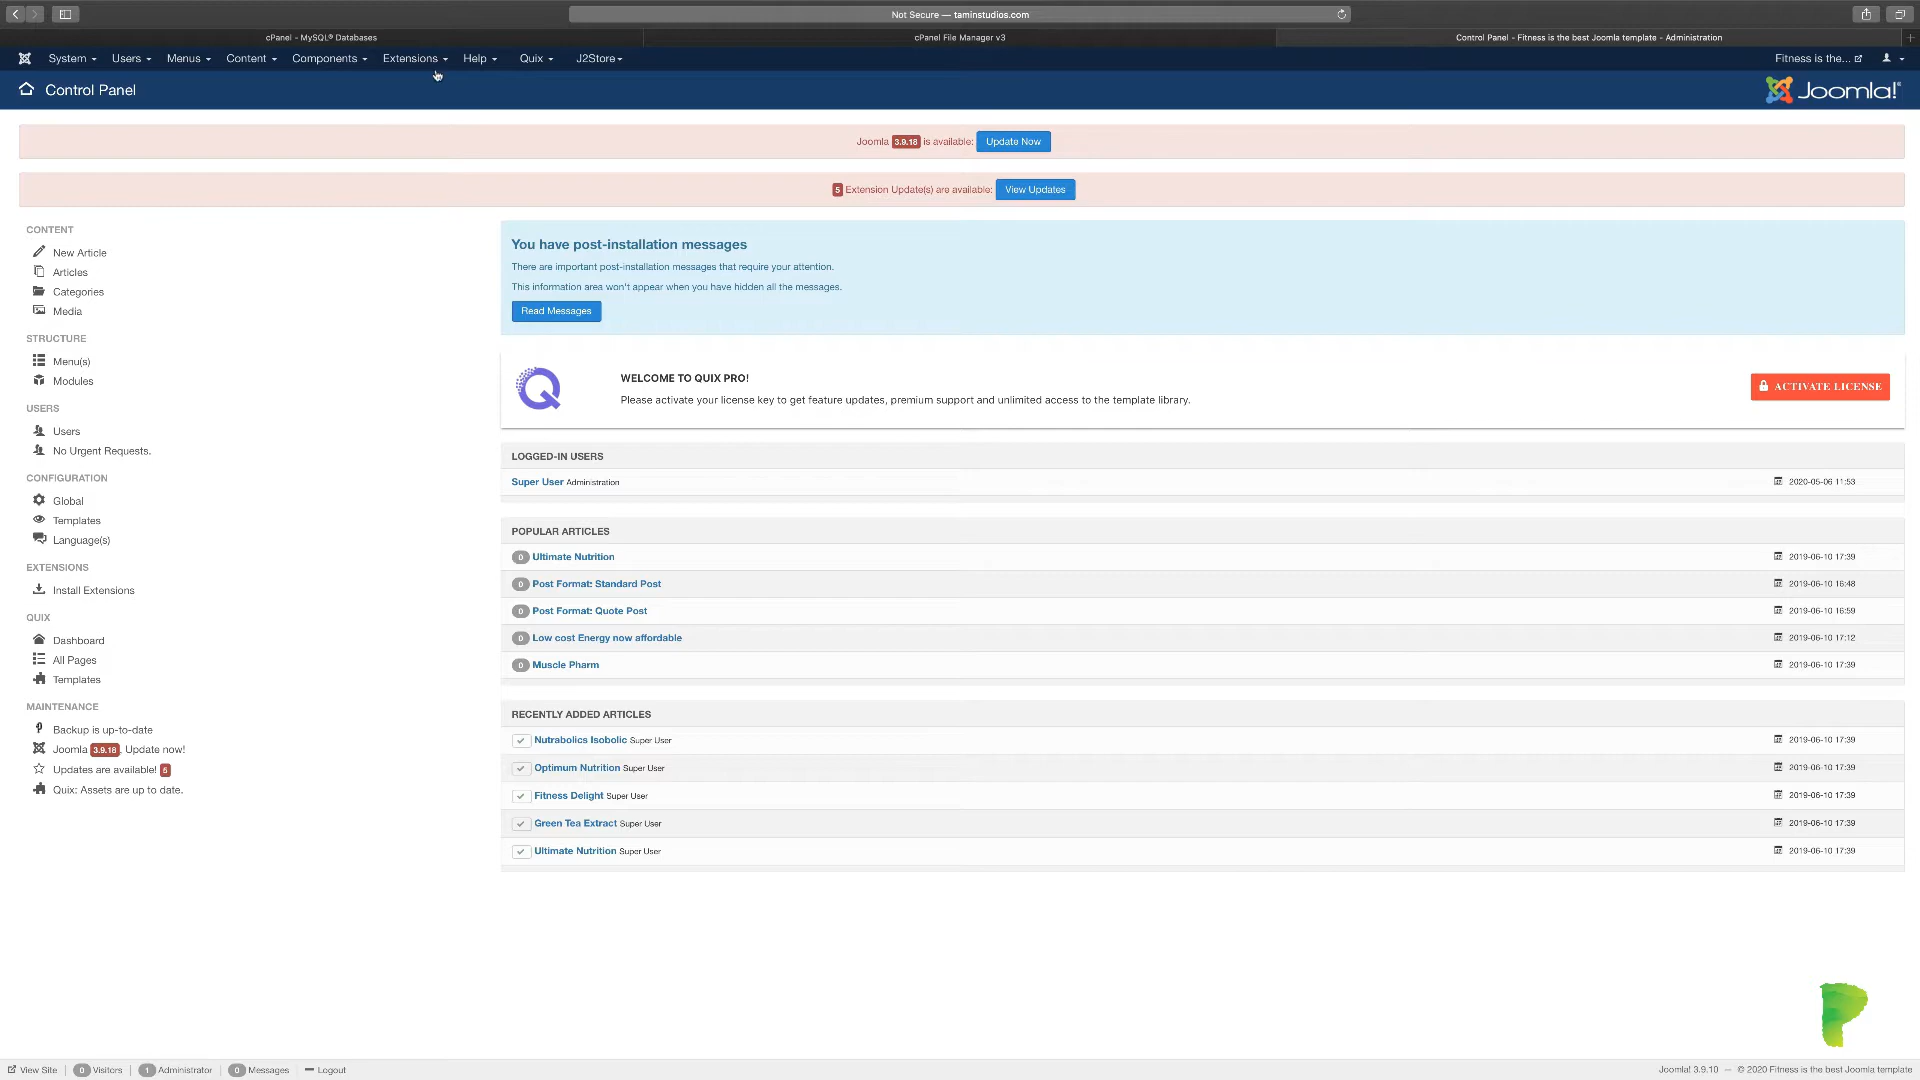 Not Secure — taminstudios.com
cPanel - MySQL® Databases
cPanel File Manager v3
Control Panel - Fitness is the best Joomla template - Administration
System
Users
Menus
Content
Components
Extensions
Help
Quix
J2Store
Fitness is the...
Control Panel
Joomla!
Joomla 3.9.18 is available: Update Now
5 Extension Update(s) are available: View Updates
CONTENT
New Article
Articles
Categories
Media
STRUCTURE
Menu(s)
Modules
USERS
Users
No Urgent Requests.
CONFIGURATION
Global
Templates
Language(s)
EXTENSIONS
Install Extensions
QUIX
Dashboard
All Pages
Templates
MAINTENANCE
Backup is up-to-date
Joomla 3.9.18, Update now!
Updates are available! 5
Quix: Assets are up to date.
You have post-installation messages
There are important post-installation messages that require your attention.
This information area won't appear when you have hidden all the messages.
Read Messages
WELCOME TO QUIX PRO!
Please activate your license key to get feature updates, premium support and unlimited access to the template library.
ACTIVATE LICENSE
LOGGED-IN USERS
Super User Administration 2020-05-06 11:53
POPULAR ARTICLES
0 Ultimate Nutrition 2019-06-10 17:39
0 Post Format: Standard Post 2019-06-10 16:48
0 Post Format: Quote Post 2019-06-10 16:59
0 Low cost Energy now affordable 2019-06-10 17:12
0 Muscle Pharm 2019-06-10 17:39
RECENTLY ADDED ARTICLES
Nutrabolics Isobolic Super User 2019-06-10 17:39
Optimum Nutrition Super User 2019-06-10 17:39
Fitness Delight Super User 2019-06-10 17:39
Green Tea Extract Super User 2019-06-10 17:39
Ultimate Nutrition Super User 2019-06-10 17:39
View Site
0 Visitors
1 Administrator
0 Messages
Logout
Joomla! 3.9.10 — © 2020 Fitness is the best Joomla template